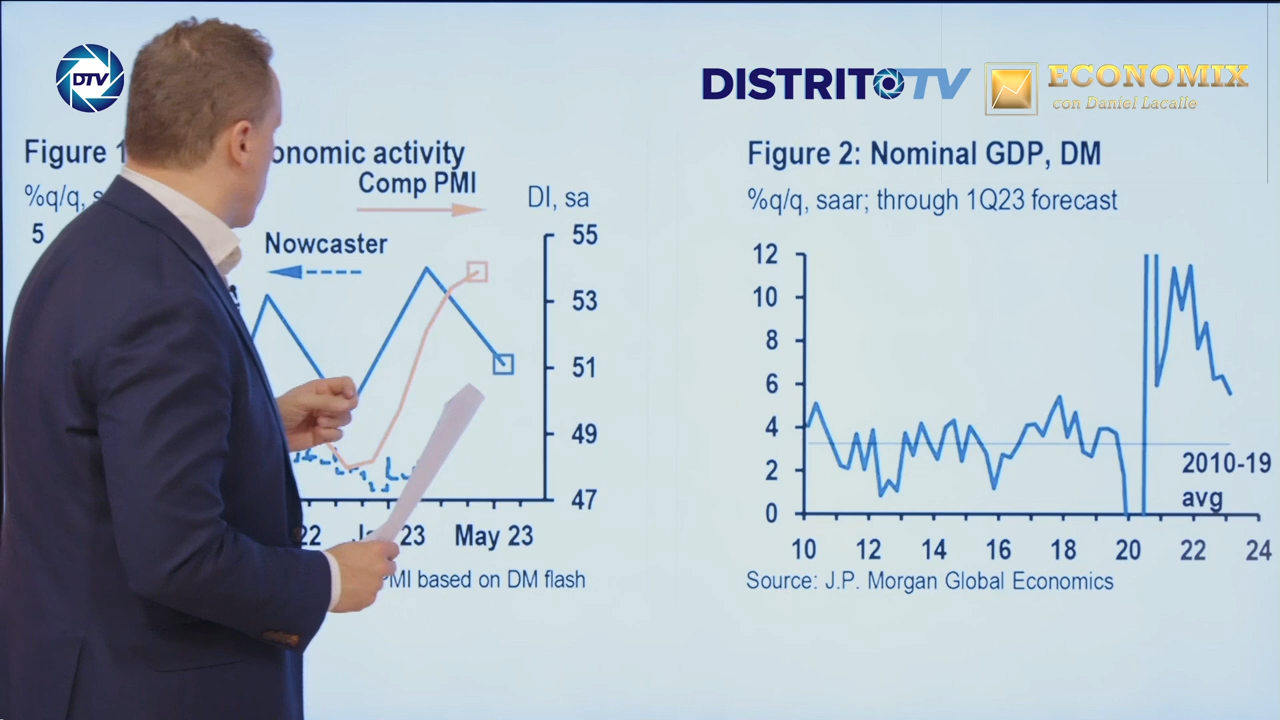 DTV
DISTRITO TV
ECONOMIX
con Daniel Lacalle
Figure 1
onomic activity
%q/q, s
DI, sa
Comp PMI
Nowcaster
5
55
53
51
49
47
22
23
May 23
PMI based on DM flash
Figure 2: Nominal GDP, DM
%q/q, saar; through 1Q23 forecast
12
10
8
6
4
2
0
2010-19
avg
10 12 14 16 18 20 22 24
Source: J.P. Morgan Global Economics